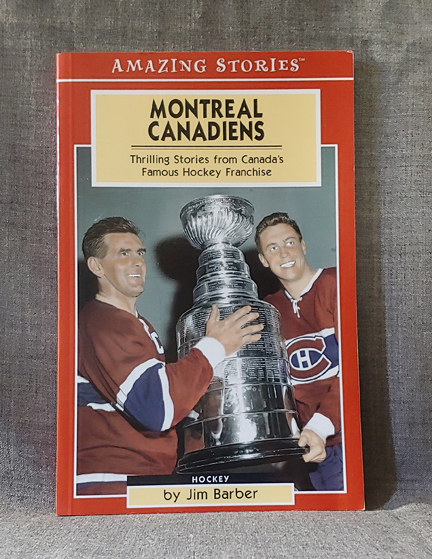 AMAZING STORIES™
MONTREAL
CANADIENS
Thrilling Stories from Canada's
Famous Hockey Franchise
HOCKEY
by Jim Barber